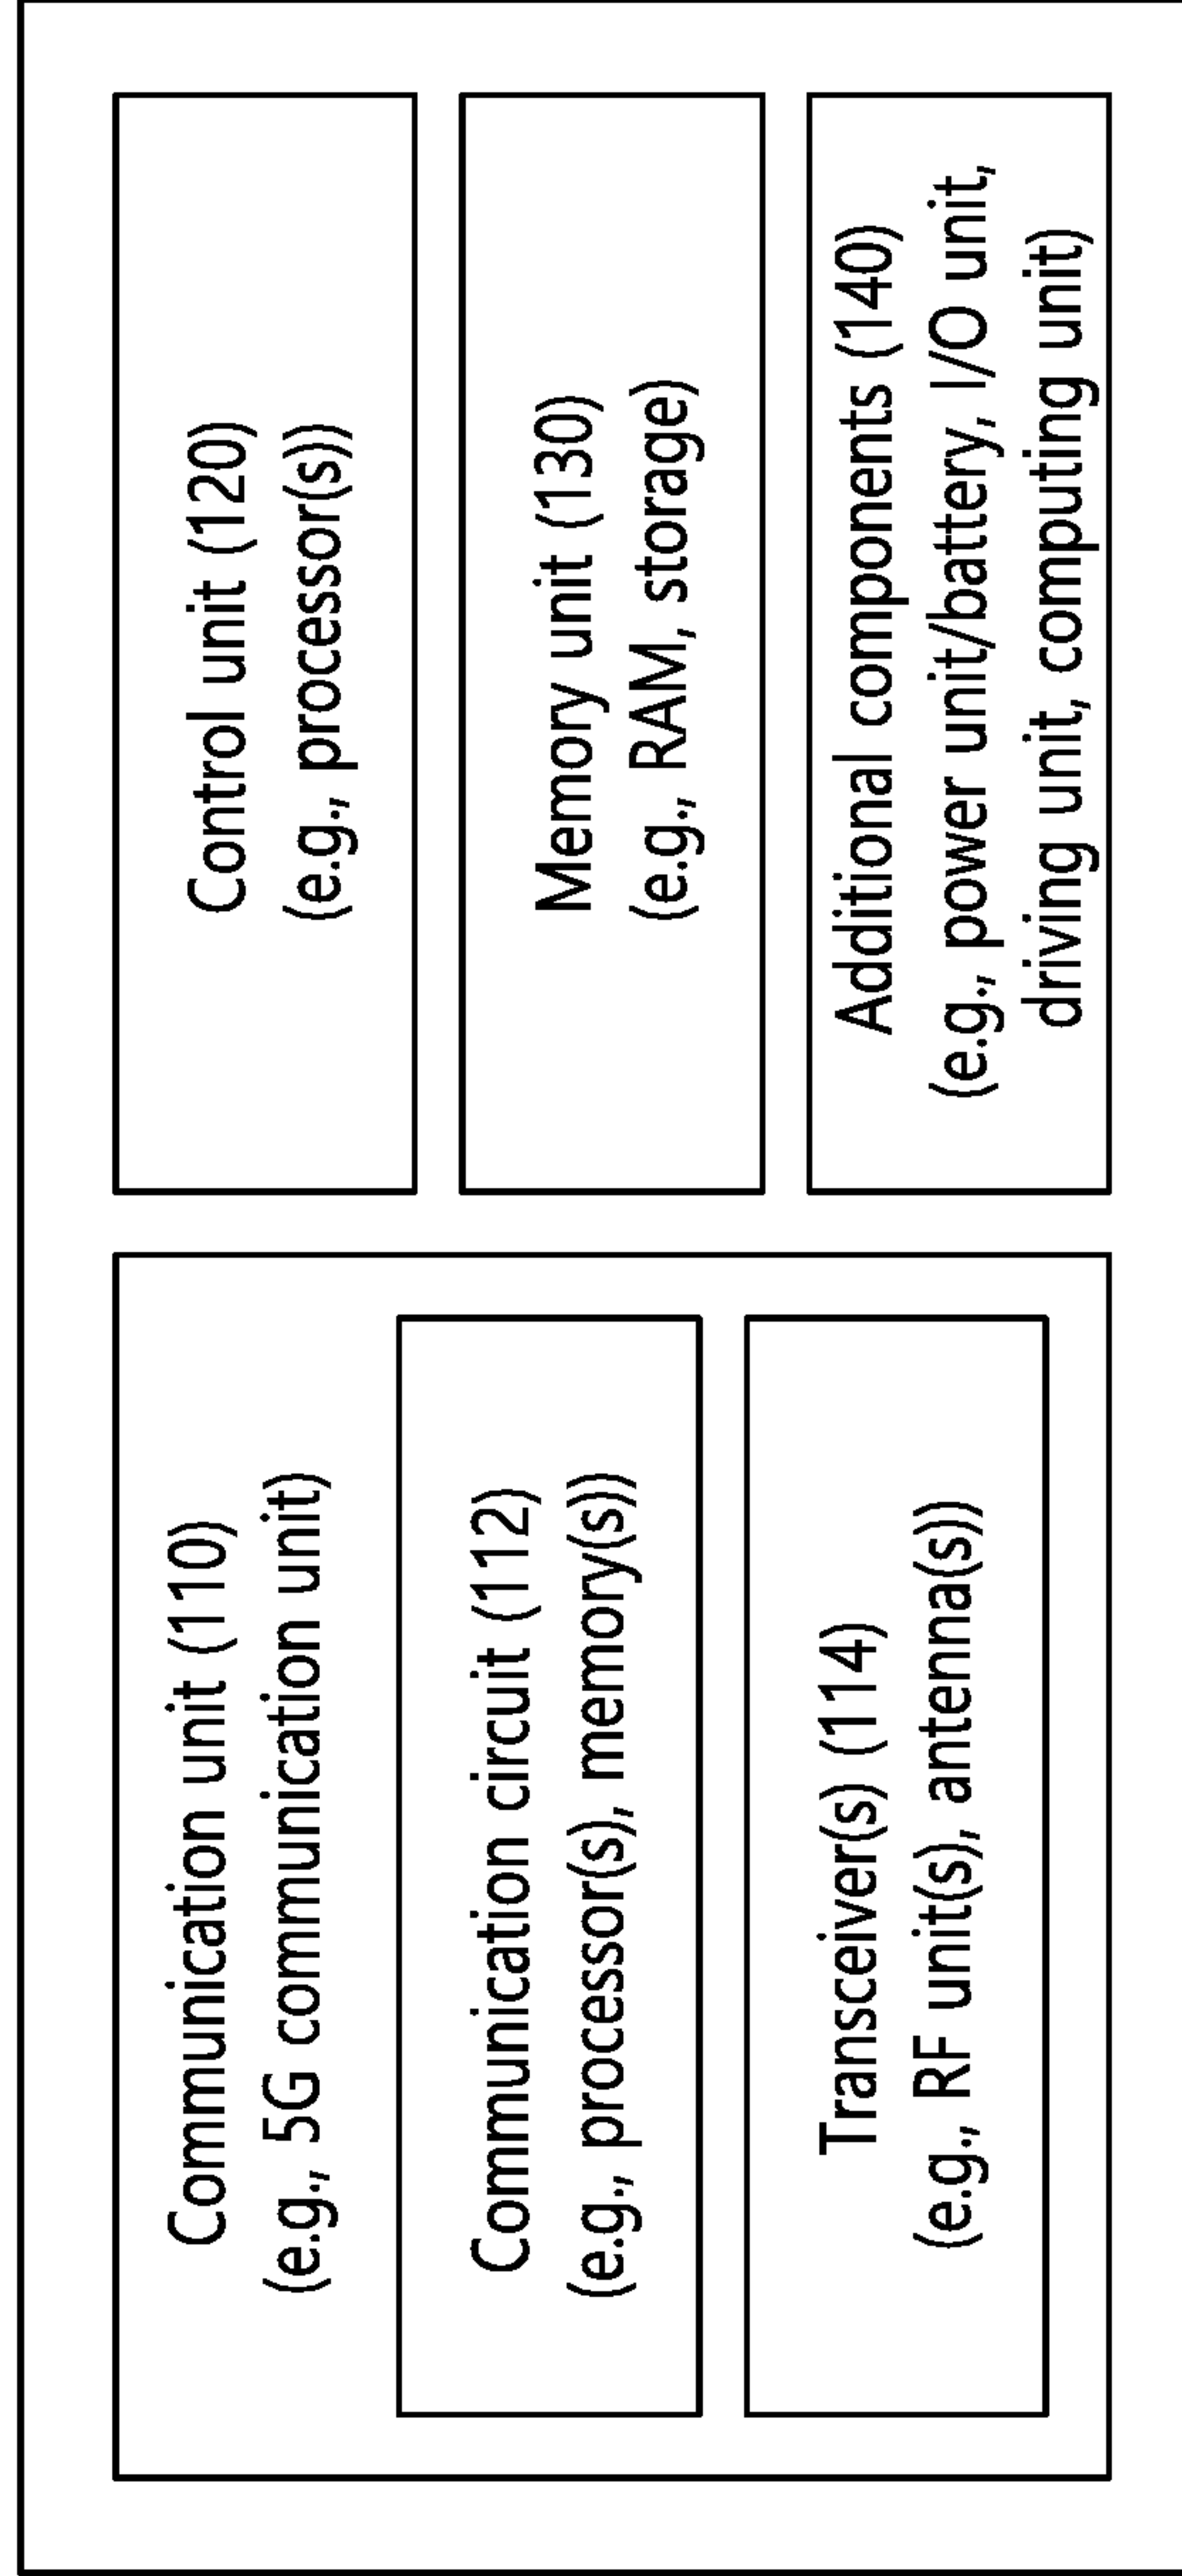 Communication unit (110)
(e.g., 5G communication unit)
Communication circuit (112)
(e.g., processor(s), memory(s))
Transceiver(s) (114)
(e.g., RF unit(s), antenna(s))
Control unit (120)
(e.g., processor(s))
Memory unit (130)
(e.g., RAM, storage)
Additional components (140)
(e.g., power unit/battery, I/O unit,
driving unit, computing unit)